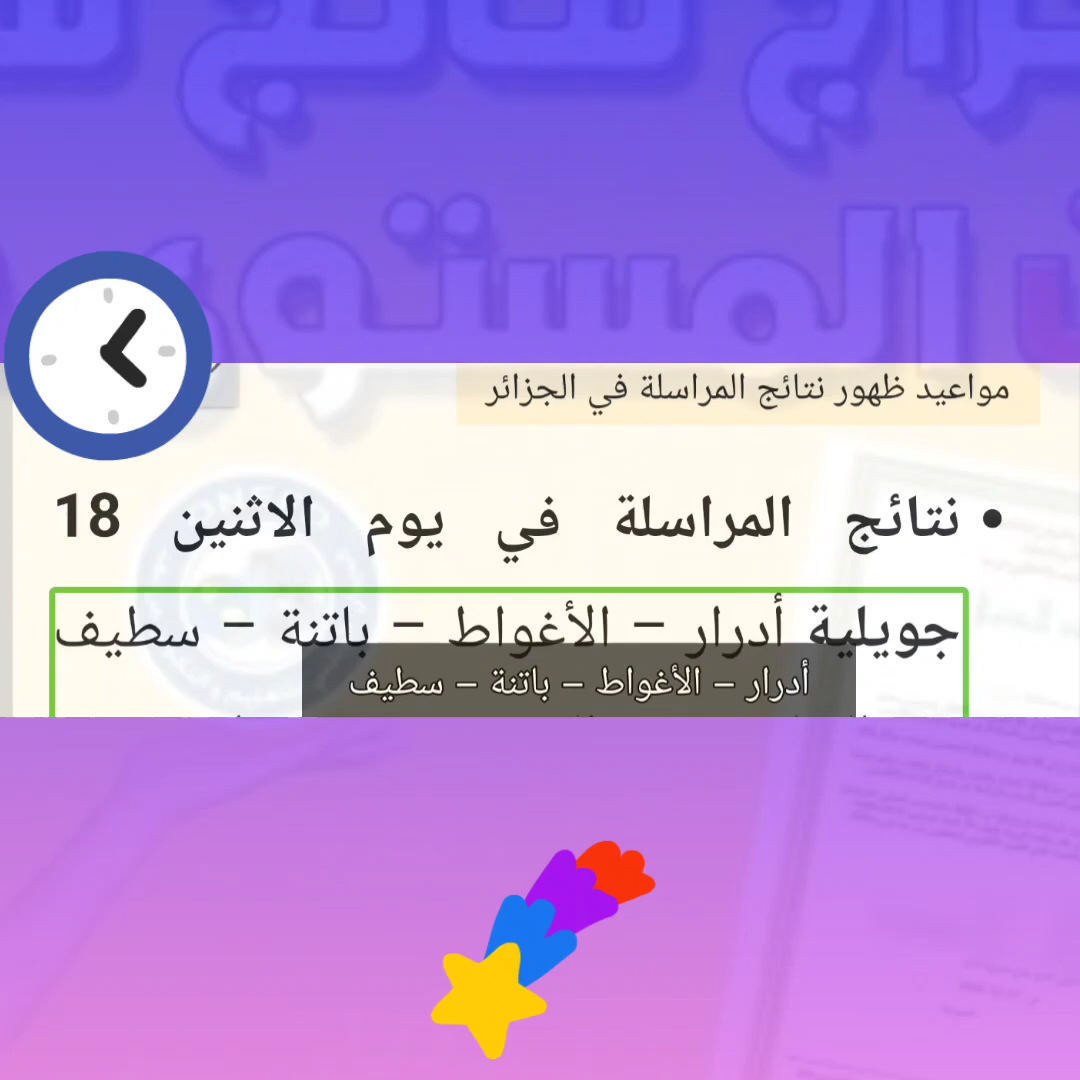 المستوى
مواعيد ظهور نتائج المراسلة في الجزائر
• نتائج المراسلة في يوم الاثنين 18
جويلية أدرار – الأغواط – باتنة – سطيف
أدرار – الأغواط – باتنة – سطيف